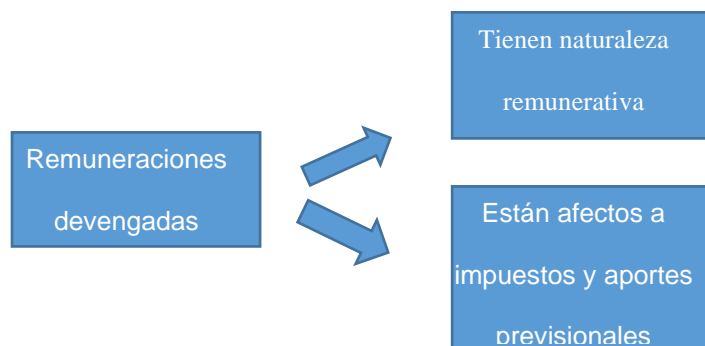 Tienen naturaleza
remunerativa
Remuneraciones
devengadas
Están afectos a
impuestos y aportes
previsionales